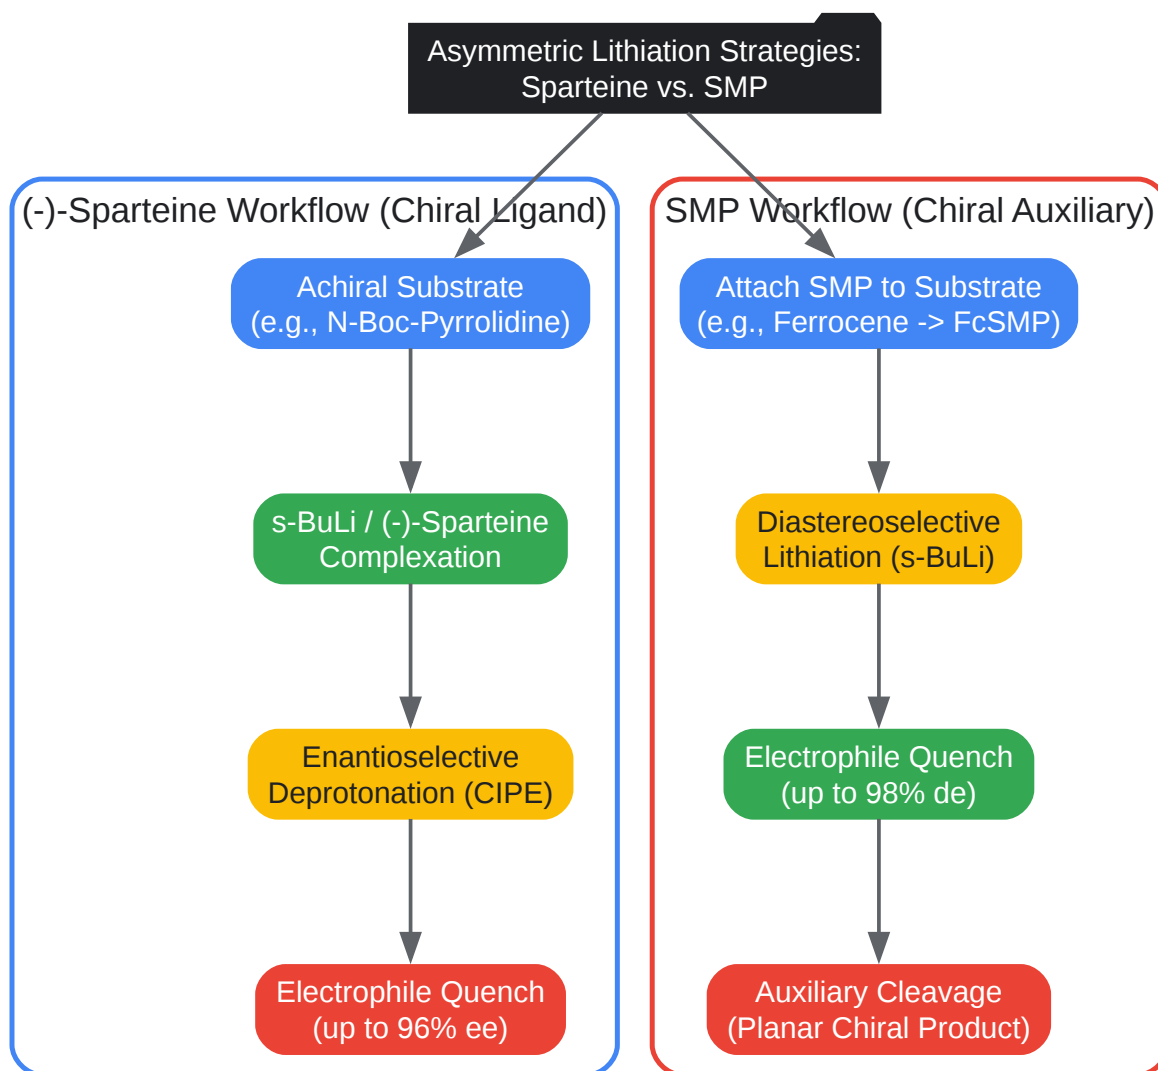 Asymmetric Lithiation Strategies:
Sparteine vs. SMP
(-)-Sparteine Workflow (Chiral Ligand)
Achiral Substrate
(e.g., N-Boc-Pyrrolidine)
s-BuLi / (-)-Sparteine
Complexation
Enantioselective
Deprotonation (CIPE)
Electrophile Quench
(up to 96% ee)
SMP Workflow (Chiral Auxiliary)
Attach SMP to Substrate
(e.g., Ferrocene -> FcSMP)
Diastereoselective
Lithiation (s-BuLi)
Electrophile Quench
(up to 98% de)
Auxiliary Cleavage
(Planar Chiral Product)